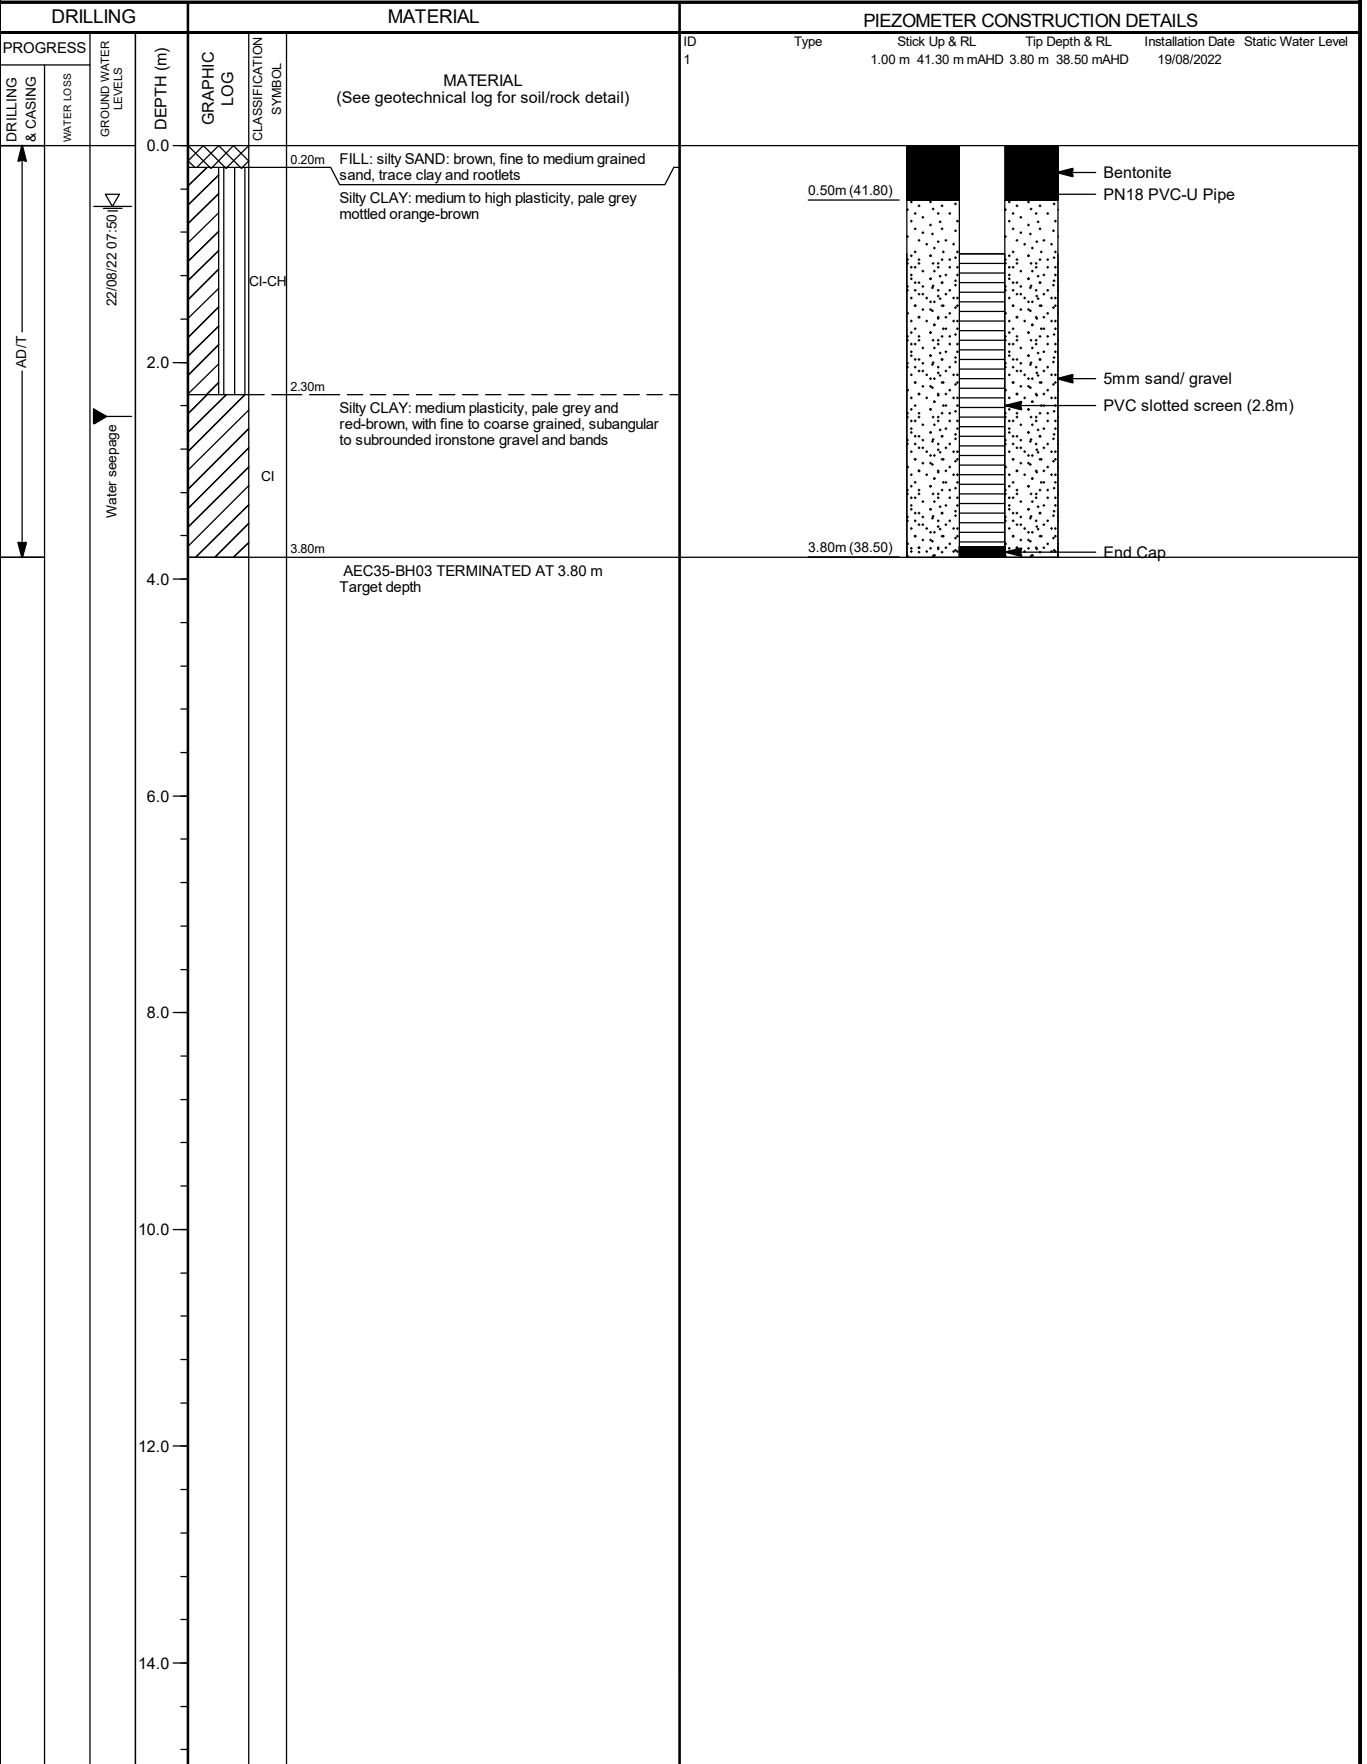 DRILLING
MATERIAL
PIEZOMETER CONSTRUCTION DETAILS
PROGRESS
DRILLING
& CASING
WATER LOSS
GROUND WATER
LEVELS
DEPTH (m)
GRAPHIC
LOG
CLASSIFICATION
SYMBOL
MATERIAL
(See geotechnical log for soil/rock detail)
ID Type Stick Up & RL Tip Depth & RL Installation Date Static Water Level
1 1.00 m 41.30 m mAHD 3.80 m 38.50 mAHD 19/08/2022
0.0
0.20m
FILL: silty SAND: brown, fine to medium grained
sand, trace clay and rootlets
Silty CLAY: medium to high plasticity, pale grey
mottled orange-brown
0.50m (41.80)
Bentonite
PN18 PVC-U Pipe
22/08/22 07:50
CI-CH
AD/T
2.0
2.30m
Silty CLAY: medium plasticity, pale grey and
red-brown, with fine to coarse grained, subangular
to subrounded ironstone gravel and bands
5mm sand/ gravel
PVC slotted screen (2.8m)
Water seepage
CI
3.80m
3.80m (38.50)
End Cap
4.0
AEC35-BH03 TERMINATED AT 3.80 m
Target depth
6.0
8.0
10.0
12.0
14.0